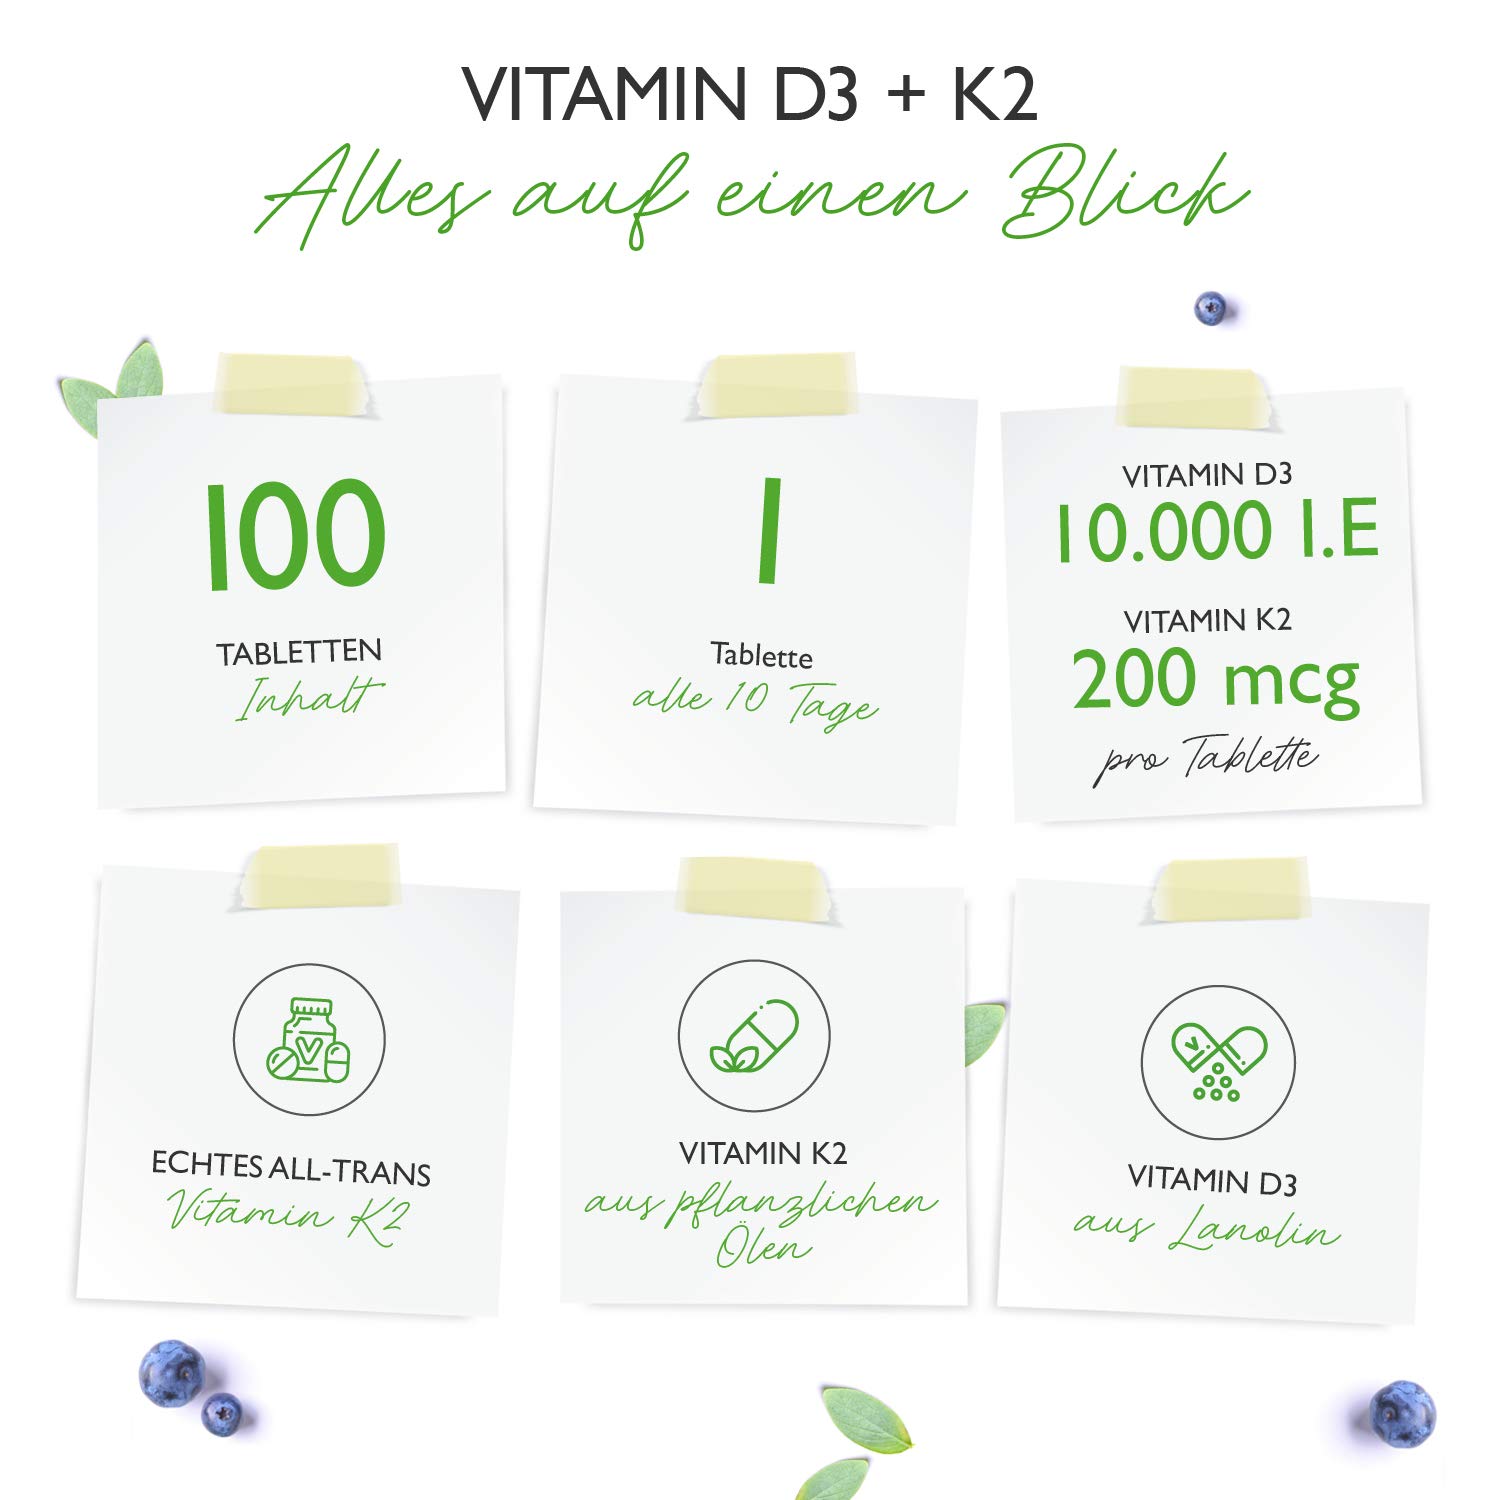 VITAMIN D3 + K2
Alles auf einen Blick
100
TABLETTEN
Inhalt
1
Tablette
alle 10 Tage
VITAMIN D3
10.000 I.E
VITAMIN K2
200 mcg
pro Tablette
ECHTES ALL-TRANS
Vitamin K2
VITAMIN K2
aus pflanzlichen
Ölen
VITAMIN D3
aus Lanolin